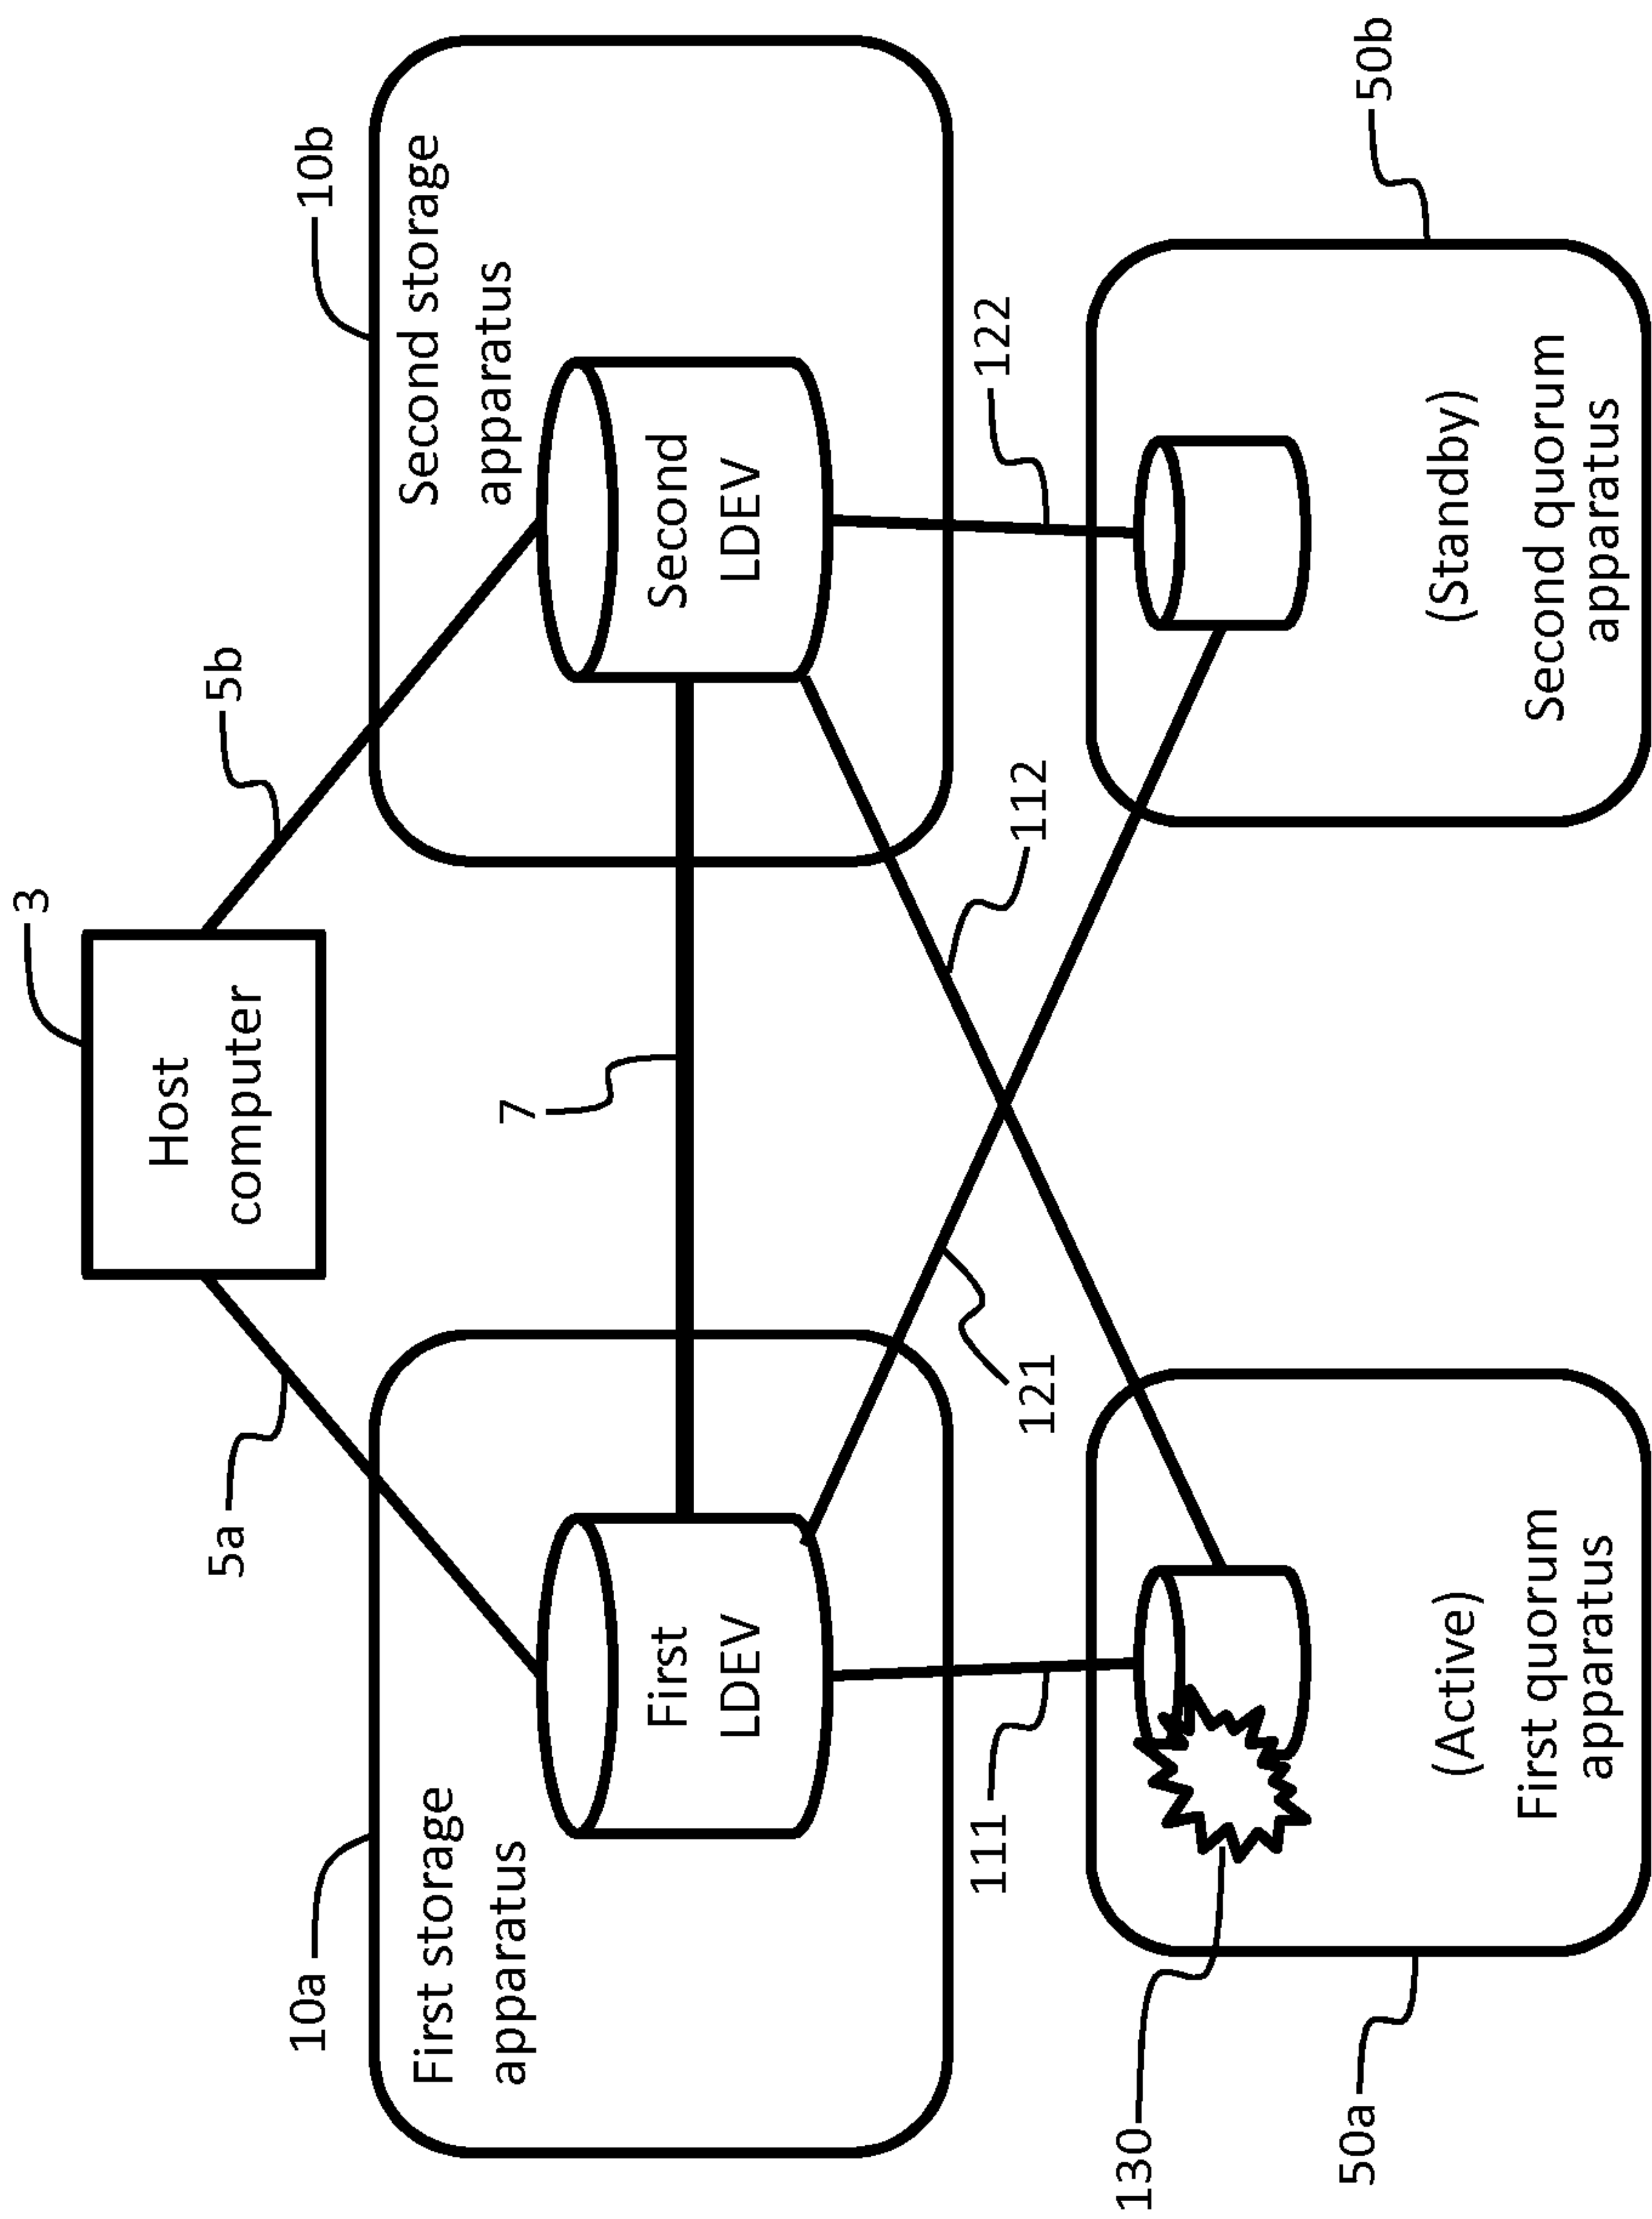 3
Host
computer
5a
5b
10a
10b
First storage
apparatus
Second storage
apparatus
7
First
LDEV
Second
LDEV
111
121
112
122
130
50a
50b
(Active)
First quorum
apparatus
(Standby)
Second quorum
apparatus